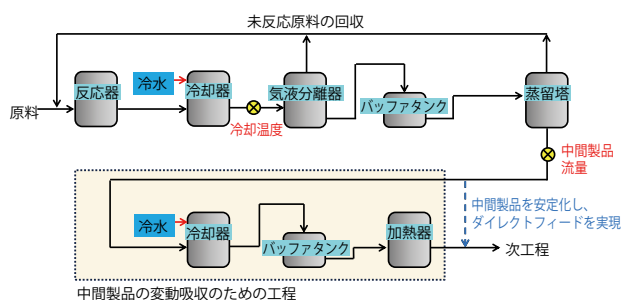 未反応原料の回収
原料
反応器
冷水
冷却器
冷却温度
気液分離器
バッファタンク
蒸留塔
中間製品
流量
冷水
冷却器
バッファタンク
加熱器
中間製品を安定化し、
ダイレクトフィードを実現
次工程
中間製品の変動吸収のための工程